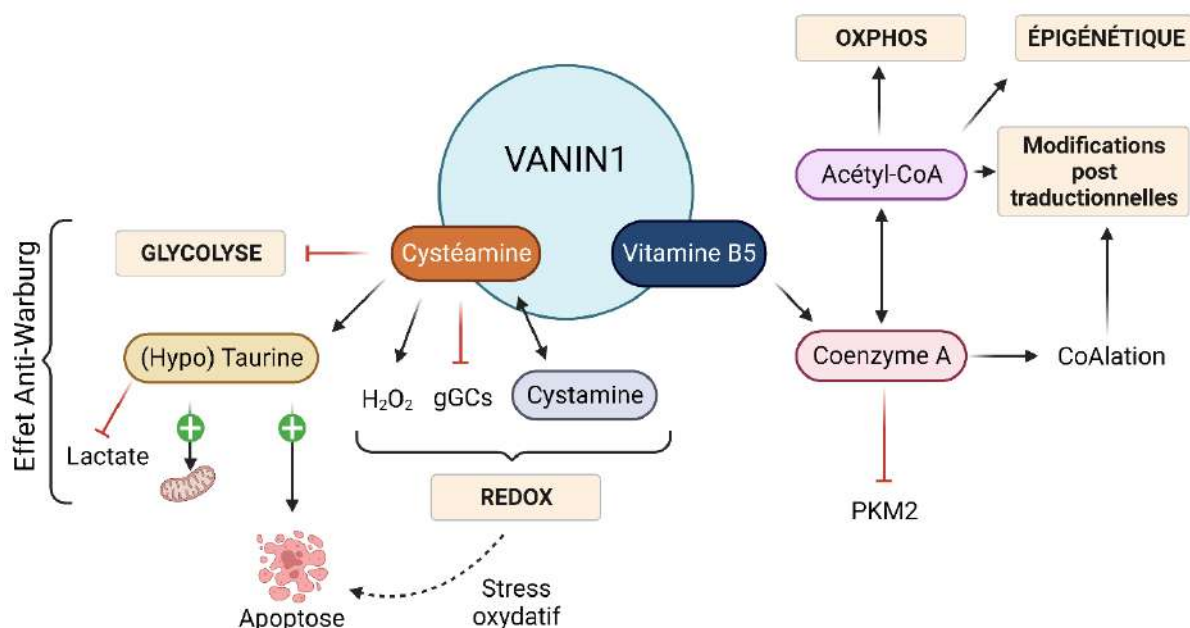 OXPHOS
ÉPIGÉNÉTIQUE
VANIN1
Acétyl-CoA
Modifications
post
traductionnelles
Effet Anti-Warburg
GLYCOLYSE
Cystéamine
Vitamine B5
(Hypo) Taurine
Coenzyme A
CoAlation
H₂O₂
gGCs
Cystamine
Lactate
REDOX
PKM2
Stress
oxydatif
Apoptose